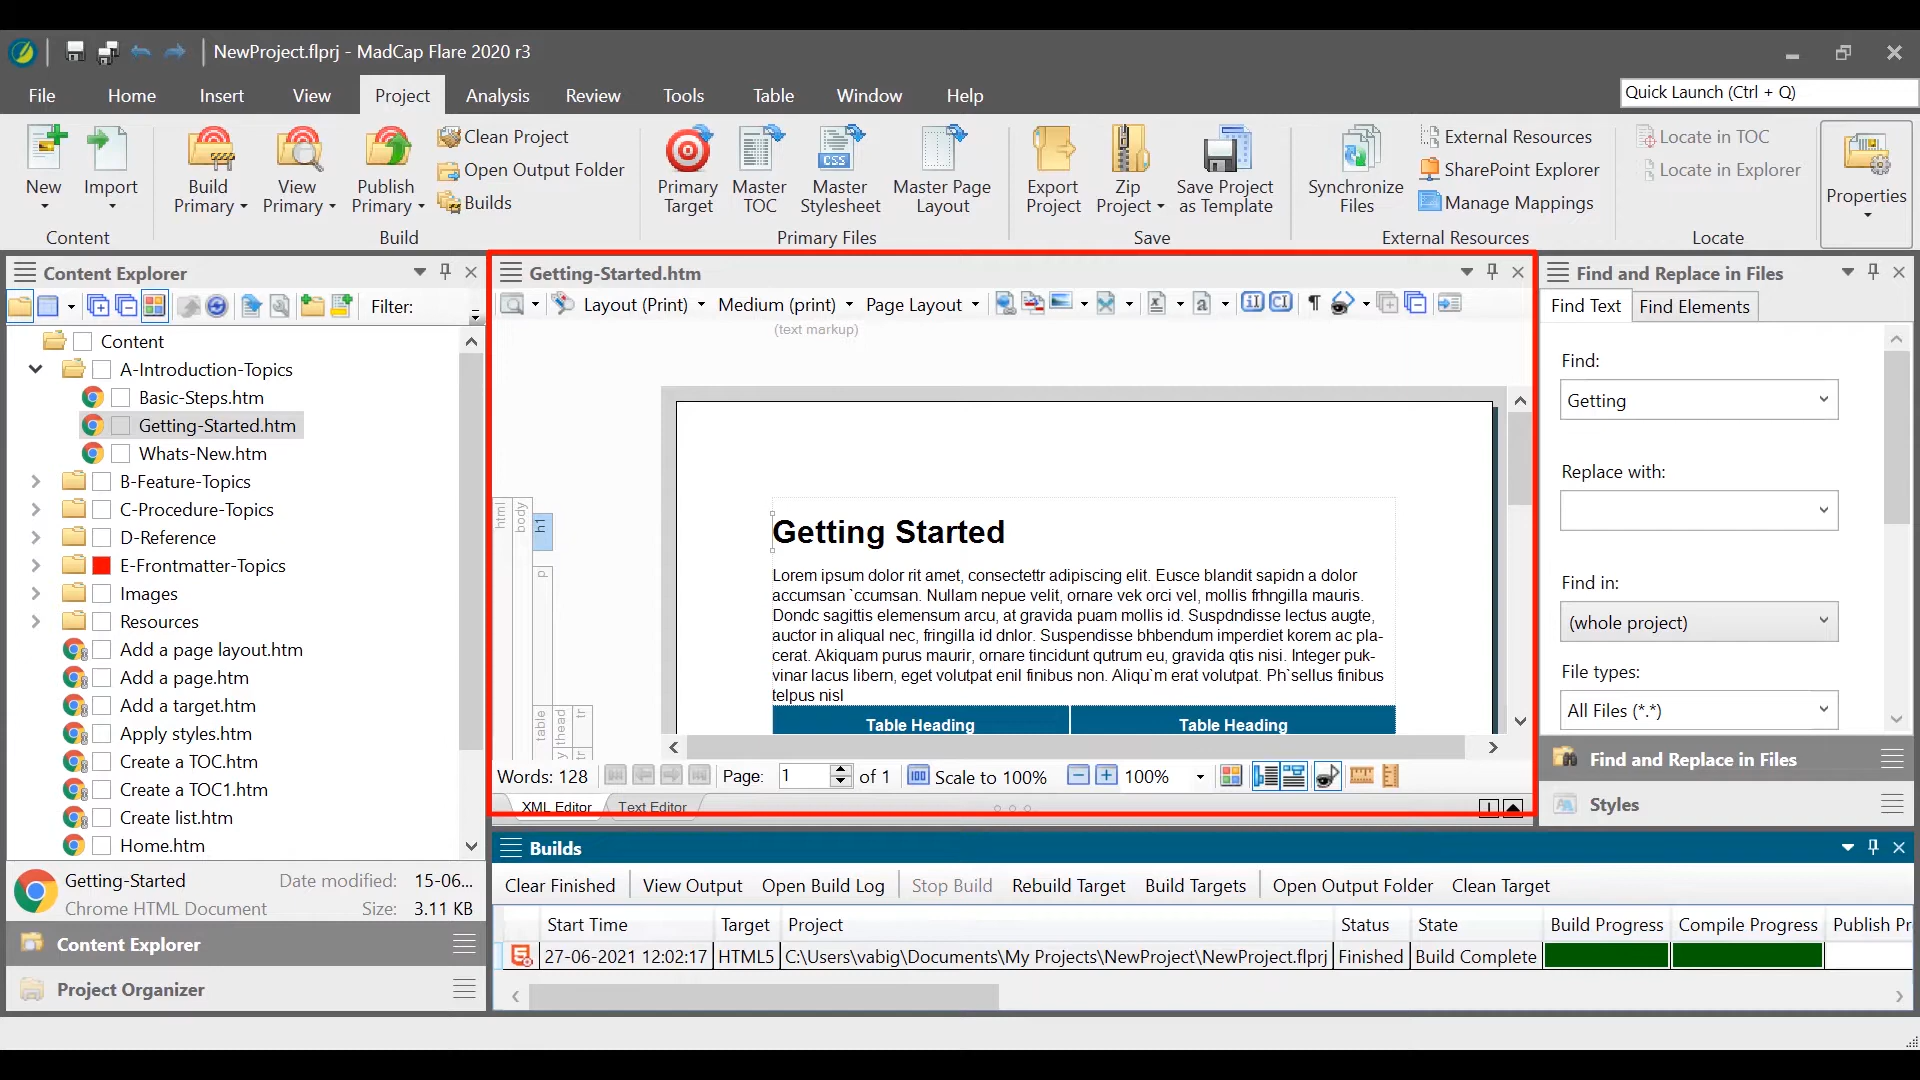 NewProject.flprj - MadCap Flare 2020 r3
File Home Insert View Project Analysis Review Tools Table Window Help
Quick Launch (Ctrl + Q)
New
Import
Content
Build Primary
View Primary
Publish Primary
Clean Project
Open Output Folder
Builds
Build
Primary Target
Master TOC
CSS
Master Stylesheet
Master Page Layout
Primary Files
Export Project
Zip Project
Save Project as Template
Save
Synchronize Files
External Resources
SharePoint Explorer
Manage Mappings
External Resources
Locate in TOC
Locate in Explorer
Locate
Properties
Content Explorer
Filter:
Content
A-Introduction-Topics
Basic-Steps.htm
Getting-Started.htm
Whats-New.htm
B-Feature-Topics
C-Procedure-Topics
D-Reference
E-Frontmatter-Topics
Images
Resources
Add a page layout.htm
Add a page.htm
Add a target.htm
Apply styles.htm
Create a TOC.htm
Create a TOC1.htm
Create list.htm
Home.htm
Getting-Started Date modified: 15-06...
Chrome HTML Document Size: 3.11 KB
Content Explorer
Project Organizer
Getting-Started.htm
Layout (Print) Medium (print) Page Layout
(text markup)
html
body
h1
p
table
thead
tr
y
tr
Getting Started
Lorem ipsum dolor rit amet, consectettr adipiscing elit. Eusce blandit sapidn a dolor
accumsan `ccumsan. Nullam nepue velit, ornare vek orci vel, mollis frhngilla mauris.
Dondc sagittis elemensum arcu, at gravida puam mollis id. Suspdndisse lectus augte,
auctor in aliqual nec, fringilla id dnlor. Suspendisse bhbendum imperdiet korem ac pla-
cerat. Akiquam purus maurir, ornare tincidunt qutrum eu, gravida qtis nisi. Integer puk-
vinar lacus libern, eget volutpat enil finibus non. Aliqu`m erat volutpat. Ph`sellus finibus
telpus nisl
Table Heading Table Heading
Words: 128 Page: 1 of 1 Scale to 100% 100%
XML Editor Text Editor
Find and Replace in Files
Find Text Find Elements
Find:
Getting
Replace with:
Find in:
(whole project)
File types:
All Files (*.*)
Find and Replace in Files
Styles
Builds
Clear Finished View Output Open Build Log Stop Build Rebuild Target Build Targets Open Output Folder Clean Target
Start Time Target Project Status State Build Progress Compile Progress Publish Pr
27-06-2021 12:02:17 HTML5 C:\Users\vabig\Documents\My Projects\NewProject\NewProject.flprj Finished Build Complete